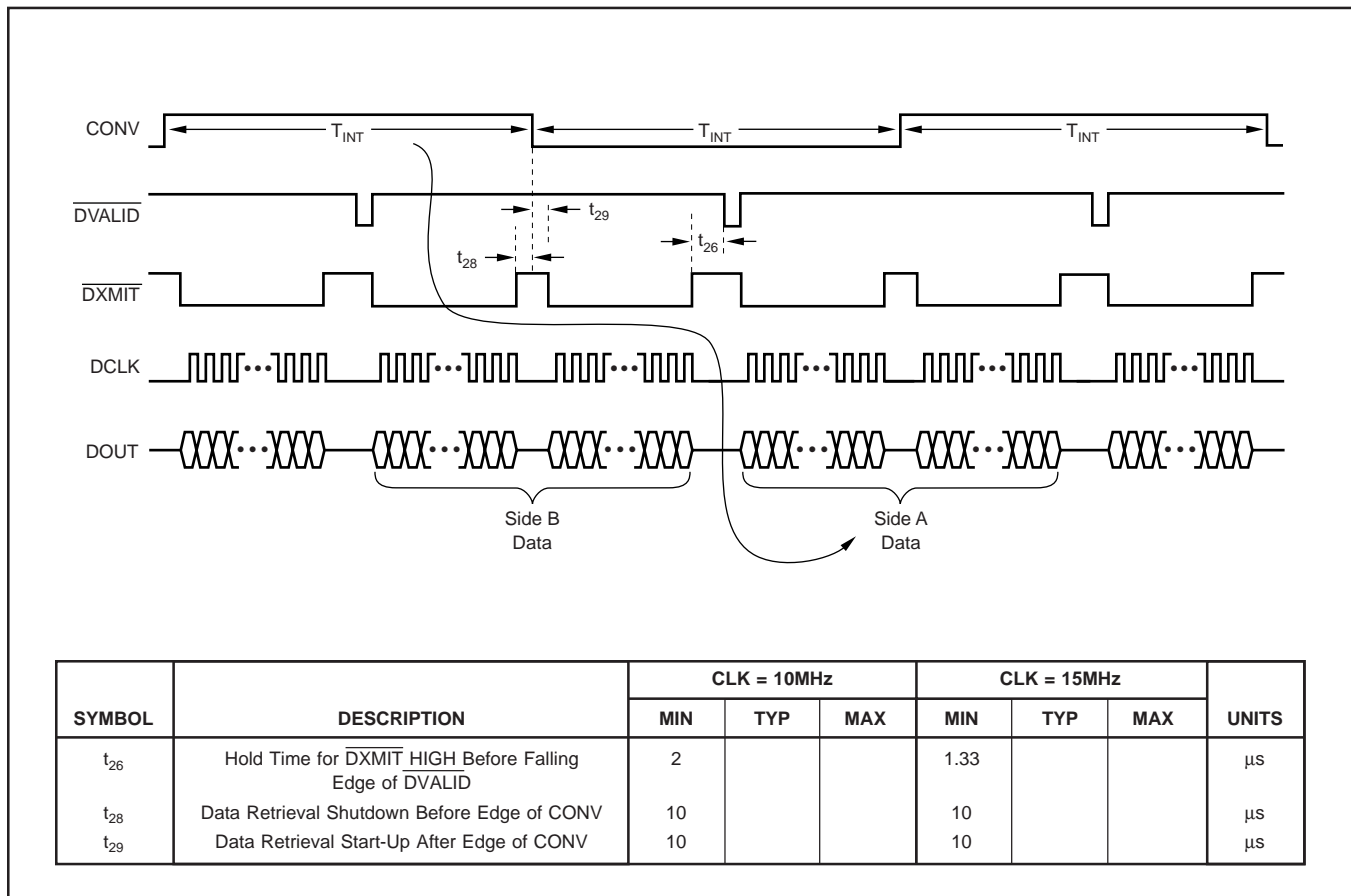 CONV
T_INT T_INT T_INT
DVALID
t_29
t_26
t_28
DXMIT
DCLK
DOUT
Side B
Data
Side A
Data
CLK = 10MHz CLK = 15MHz
SYMBOL DESCRIPTION MIN TYP MAX MIN TYP MAX UNITS
t_26 Hold Time for DXMIT HIGH Before Falling 2 1.33 μs
Edge of DVALID
t_28 Data Retrieval Shutdown Before Edge of CONV 10 10 μs
t_29 Data Retrieval Start-Up After Edge of CONV 10 10 μs